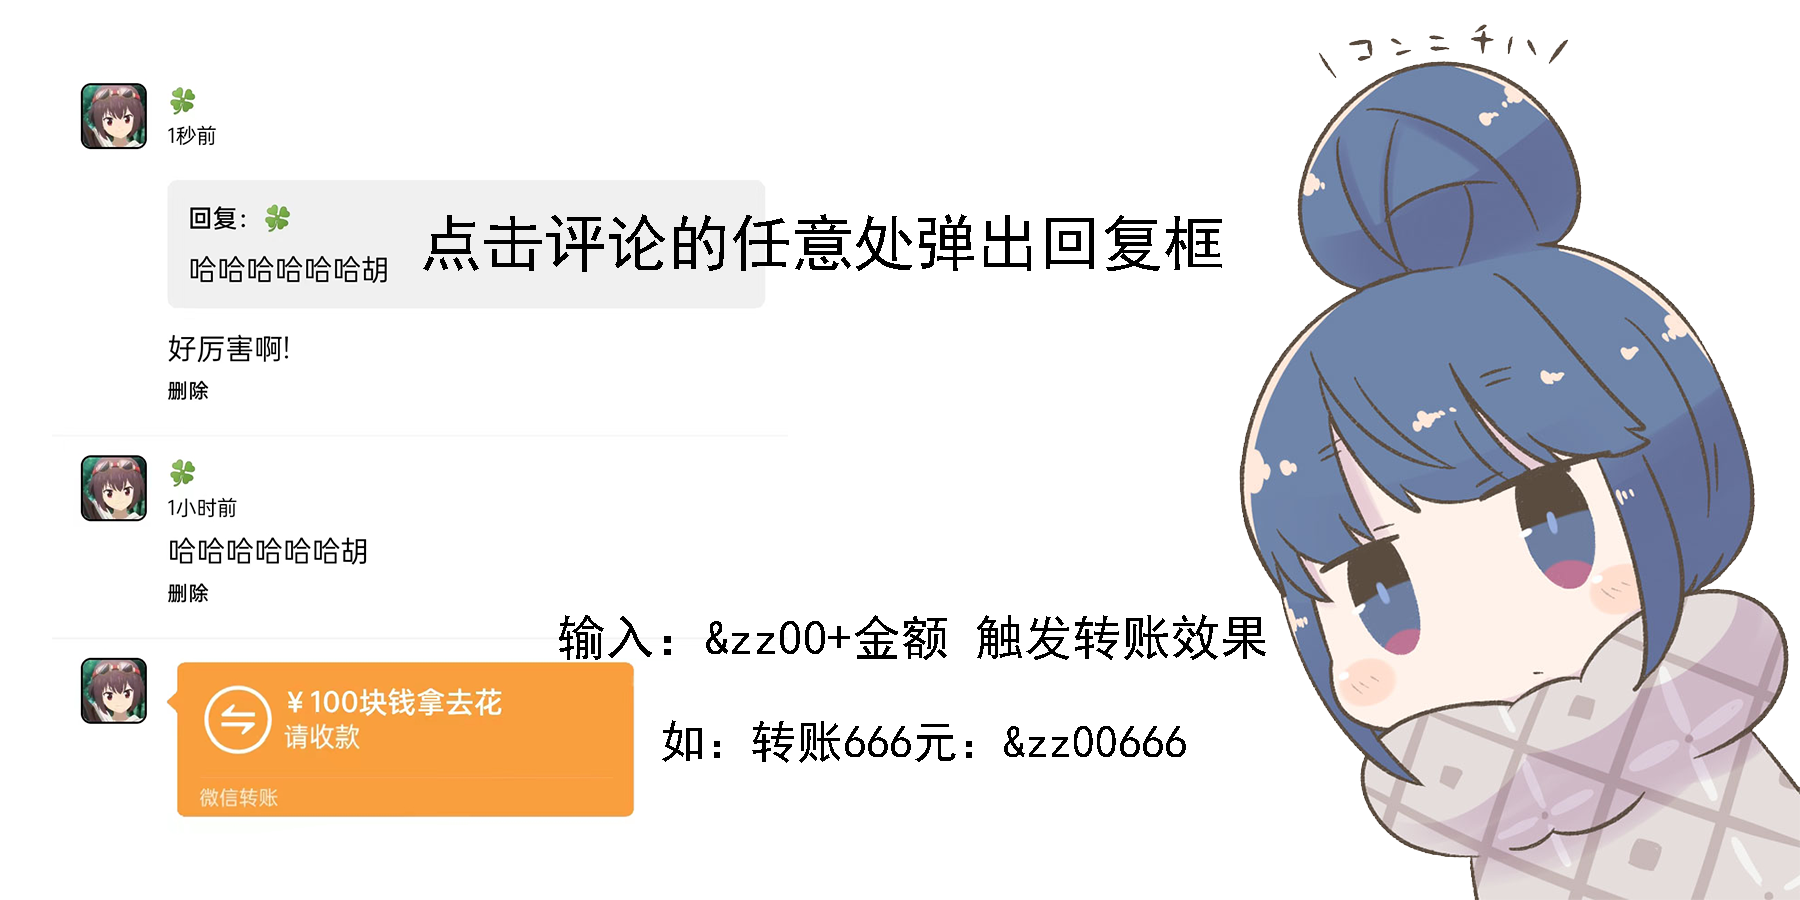 コンニチハ
🍀
1秒前
回复：🍀
哈哈哈哈哈哈胡
点击评论的任意处弹出回复框
好厉害啊!
删除
🍀
1小时前
哈哈哈哈哈哈胡
删除
输入：&zz00+金额 触发转账效果
¥100块钱拿去花
请收款
微信转账
如：转账666元：&zz00666